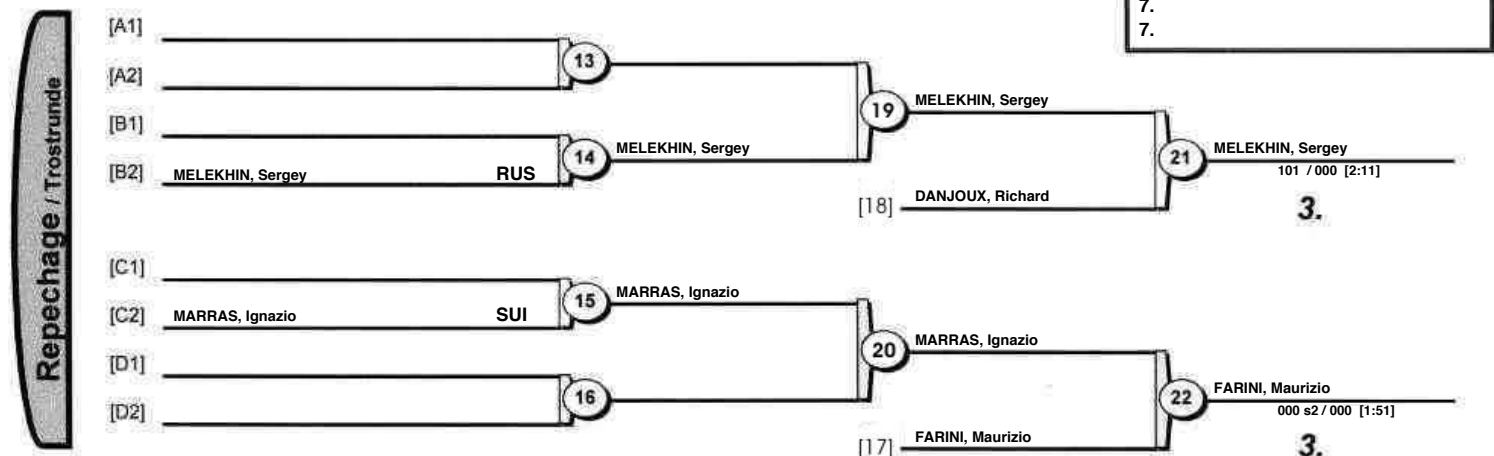 7.
7.
Repechage / Trostrunde
[A1]
13
[A2]
19
MELEKHIN, Sergey
[B1]
14
MELEKHIN, Sergey
21
MELEKHIN, Sergey
101 / 000 [2:11]
[B2]
MELEKHIN, Sergey
RUS
[18]
DANJOUX, Richard
3.
[C1]
15
MARRAS, Ignazio
[C2]
MARRAS, Ignazio
SUI
20
MARRAS, Ignazio
[D1]
16
22
FARINI, Maurizio
000 s2 / 000 [1:51]
[D2]
[17]
FARINI, Maurizio
3.